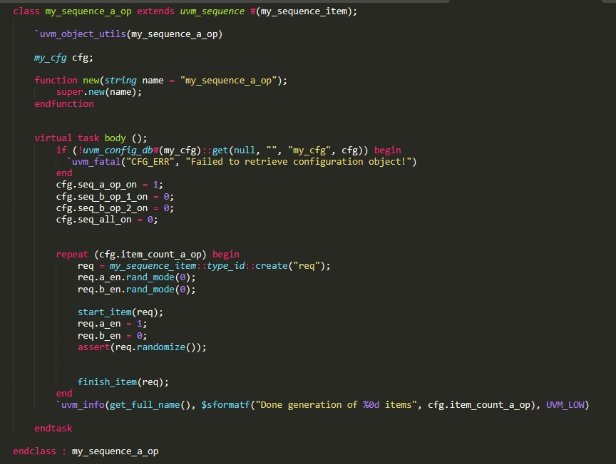 class my_sequence_a_op extends uvm_sequence #(my_sequence_item);
`uvm_object_utils(my_sequence_a_op)
my_cfg cfg;
function new(string name = "my_sequence_a_op");
super.new(name);
endfunction
virtual task body ();
if (!uvm_config_db#(my_cfg)::get(null, "", "my_cfg", cfg)) begin
`uvm_fatal("CFG_ERR", "Failed to retrieve configuration object!")
end
cfg.seq_a_op_on = 1;
cfg.seq_b_op_1_on = 0;
cfg.seq_b_op_2_on = 0;
cfg.seq_all_on = 0;
repeat (cfg.item_count_a_op) begin
req = my_sequence_item::type_id::create("req");
req.a_en.rand_mode(0);
req.b_en.rand_mode(0);
start_item(req);
req.a_en = 1;
req.b_en = 0;
assert(req.randomize());
finish_item(req);
end
`uvm_info(get_full_name(), $sformatf("Done generation of %0d items", cfg.item_count_a_op), UVM_LOW)
endtask
endclass : my_sequence_a_op